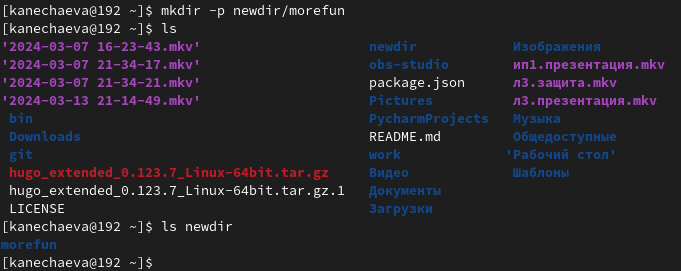 [kanechaeva@192 ~]$ mkdir -p newdir/morefun
[kanechaeva@192 ~]$ ls
'2024-03-07 16-23-43.mkv' newdir Изображения
'2024-03-07 21-34-17.mkv' obs-studio ип1.презентация.mkv
'2024-03-07 21-34-21.mkv' package.json л3.защита.mkv
'2024-03-13 21-14-49.mkv' Pictures л3.презентация.mkv
bin PycharmProjects Музыка
Downloads README.md Общедоступные
git work 'Рабочий стол'
hugo_extended_0.123.7_Linux-64bit.tar.gz Видео Шаблоны
hugo_extended_0.123.7_Linux-64bit.tar.gz.1 Документы
LICENSE Загрузки
[kanechaeva@192 ~]$ ls newdir
morefun
[kanechaeva@192 ~]$